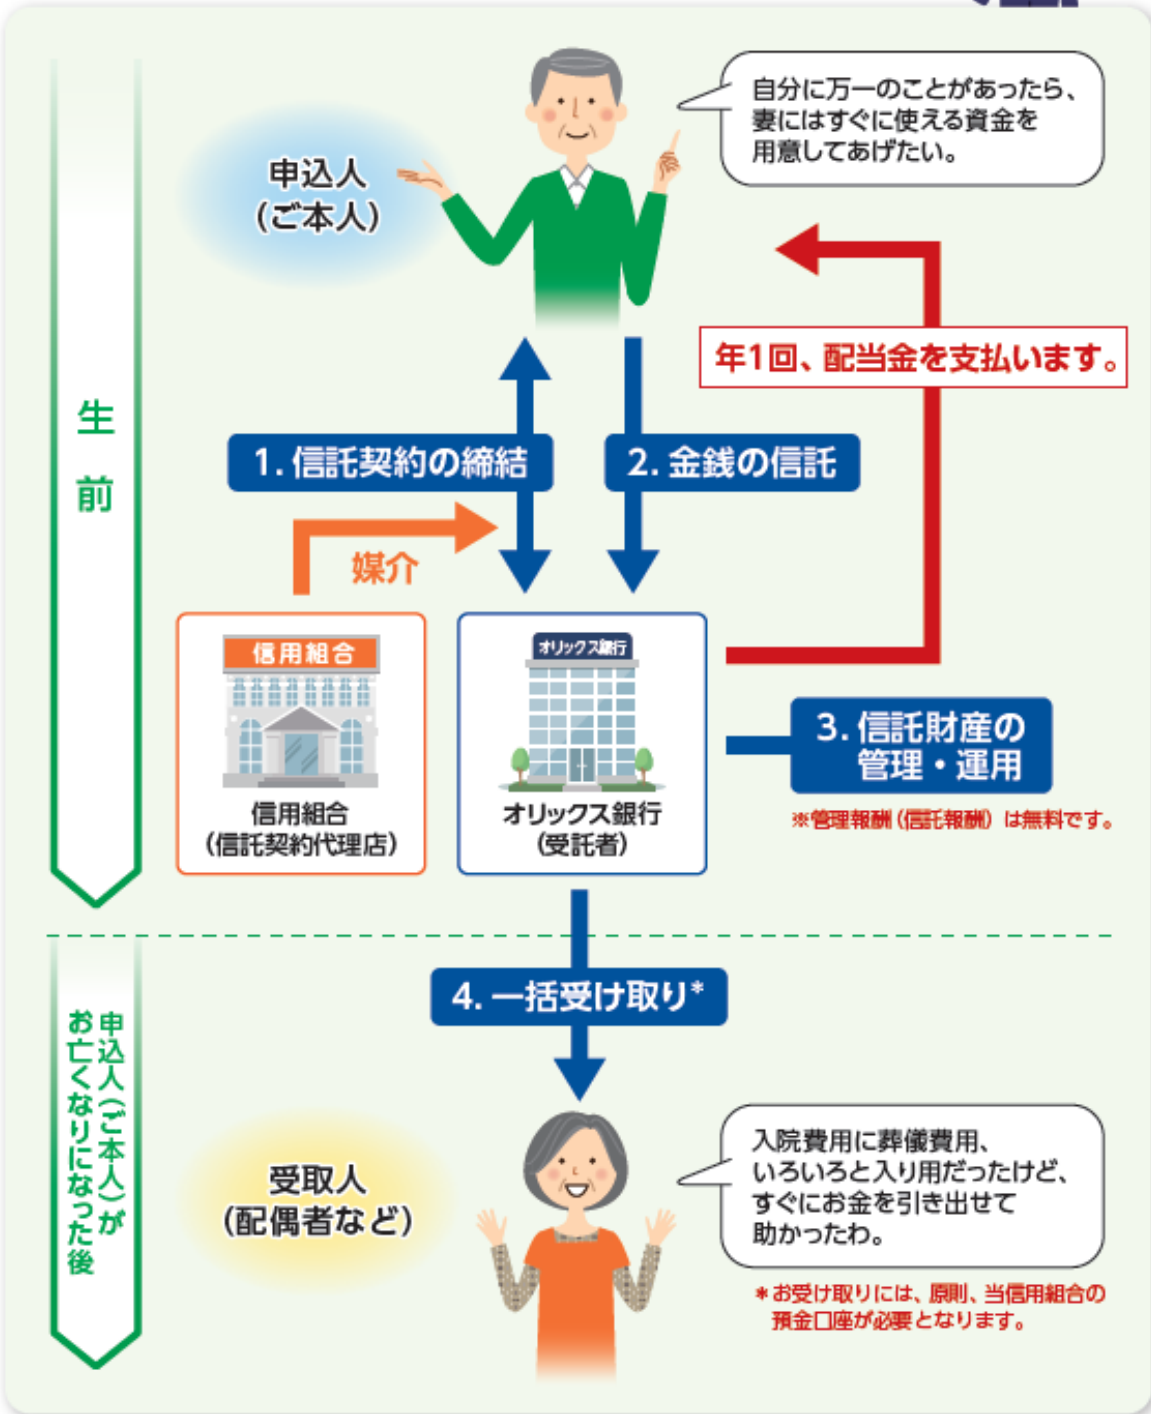 自分に万一のことがあったら、
妻にはすぐに使える資金を
用意してあげたい。
申込人
(ご本人)
年1回、配当金を支払います。
生前
1. 信託契約の締結
2. 金銭の信託
媒介
信用組合
信用組合
(信託契約代理店)
オリックス銀行
オリックス銀行
(受託者)
3. 信託財産の
管理・運用
※管理報酬(信託報酬)は無料です。
4. 一括受け取り*
申込人(ご本人)が
お亡くなりになった後
受取人
(配偶者など)
入院費用に葬儀費用、
いろいろと入り用だったけど、
すぐにお金を引き出せて
助かったわ。
*お受け取りには、原則、当信用組合の
預金口座が必要となります。